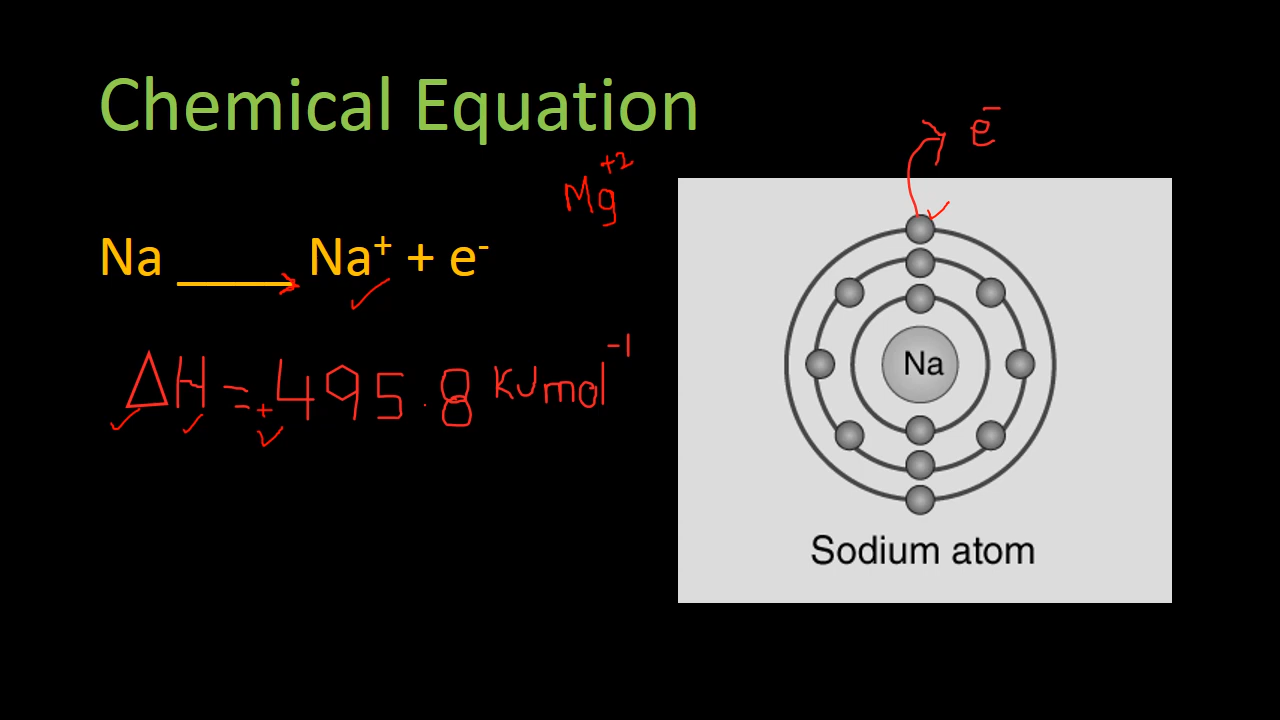 Chemical Equation
e⁻
Mg⁺²
Na → Na⁺ + e⁻
ΔH = +495.8 KJmol⁻¹
Na
Sodium atom